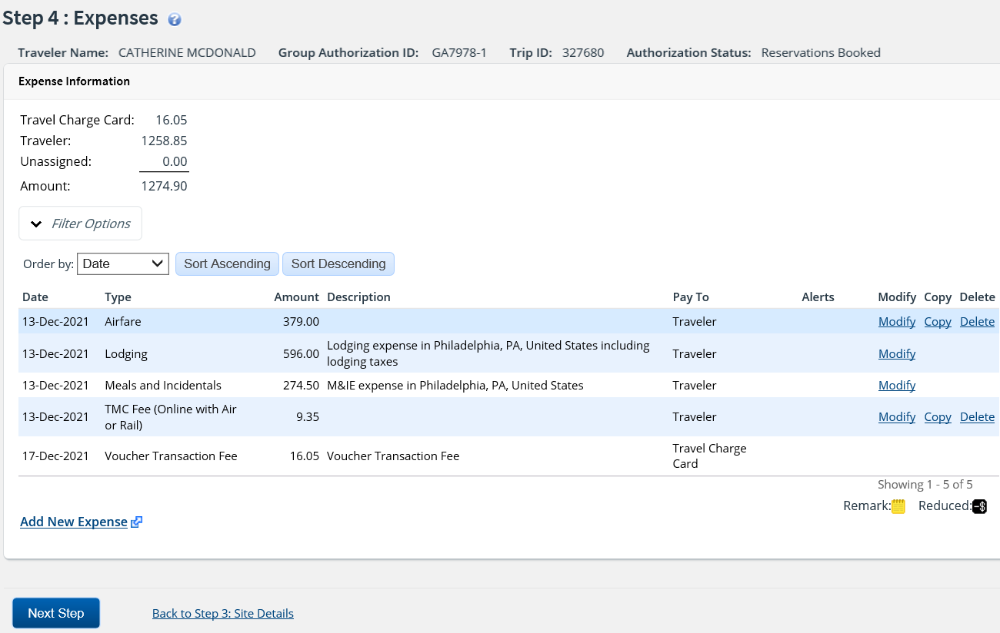 Step 4 : Expenses
Traveler Name: CATHERINE MCDONALD Group Authorization ID: GA7978-1 Trip ID: 327680 Authorization Status: Reservations Booked
Expense Information
Travel Charge Card: 16.05
Traveler: 1258.85
Unassigned: 0.00
Amount: 1274.90
Filter Options
Order by: Date Sort Ascending Sort Descending
Date Type Amount Description Pay To Alerts Modify Copy Delete
13-Dec-2021 Airfare 379.00 Traveler Modify Copy Delete
13-Dec-2021 Lodging 596.00 Lodging expense in Philadelphia, PA, United States including
lodging taxes Traveler Modify
13-Dec-2021 Meals and Incidentals 274.50 M&IE expense in Philadelphia, PA, United States Traveler Modify
13-Dec-2021 TMC Fee (Online with Air
or Rail) 9.35 Traveler Modify Copy Delete
17-Dec-2021 Voucher Transaction Fee 16.05 Voucher Transaction Fee Travel Charge
Card
Showing 1 - 5 of 5
Remark: Reduced: -$
Add New Expense
Next Step Back to Step 3: Site Details